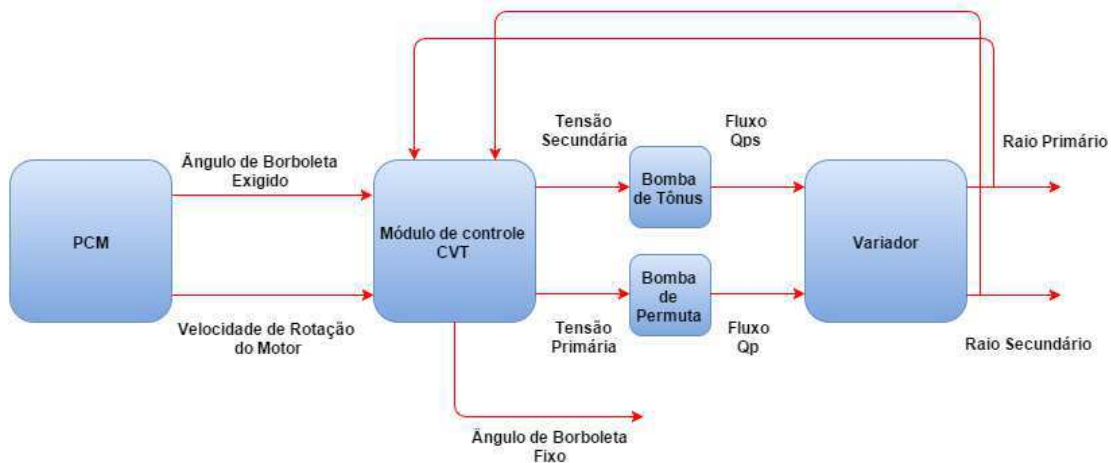 Tensão
Secundária
Fluxo
Qps
Raio Primário
Ângulo de Borboleta
Exigido
Bomba
de Tônus
PCM
Módulo de controle
CVT
Variador
Bomba
de
Permuta
Velocidade de Rotação
do Motor
Tensão
Primária
Fluxo
Qp
Raio Secundário
Ângulo de Borboleta
Fixo